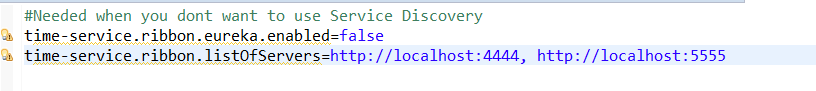 #Needed when you dont want to use Service Discovery
time-service.ribbon.eureka.enabled=false
time-service.ribbon.listOfServers=http://localhost:4444, http://localhost:5555